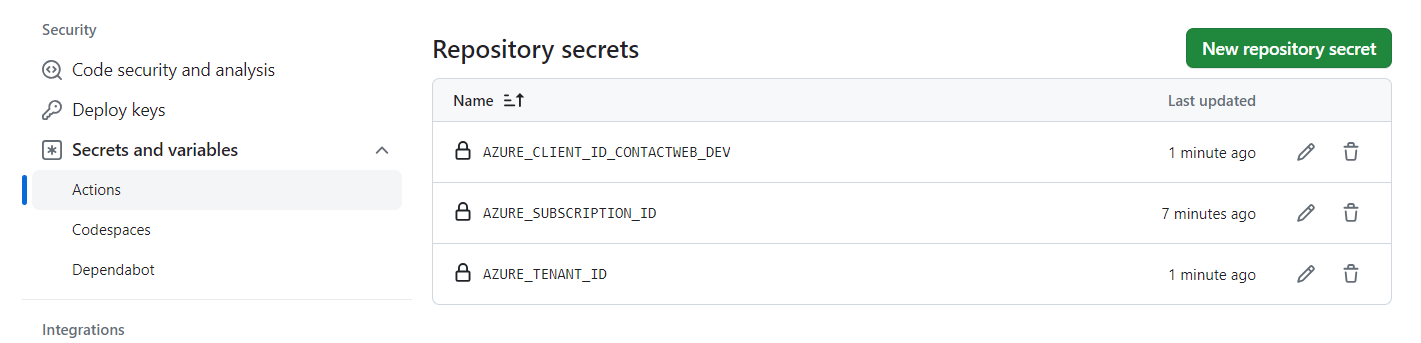 Security
Code security and analysis
Deploy keys
Secrets and variables
Actions
Codespaces
Dependabot
Integrations
Repository secrets
New repository secret
Name Last updated
AZURE_CLIENT_ID_CONTACTWEB_DEV 1 minute ago
AZURE_SUBSCRIPTION_ID 7 minutes ago
AZURE_TENANT_ID 1 minute ago